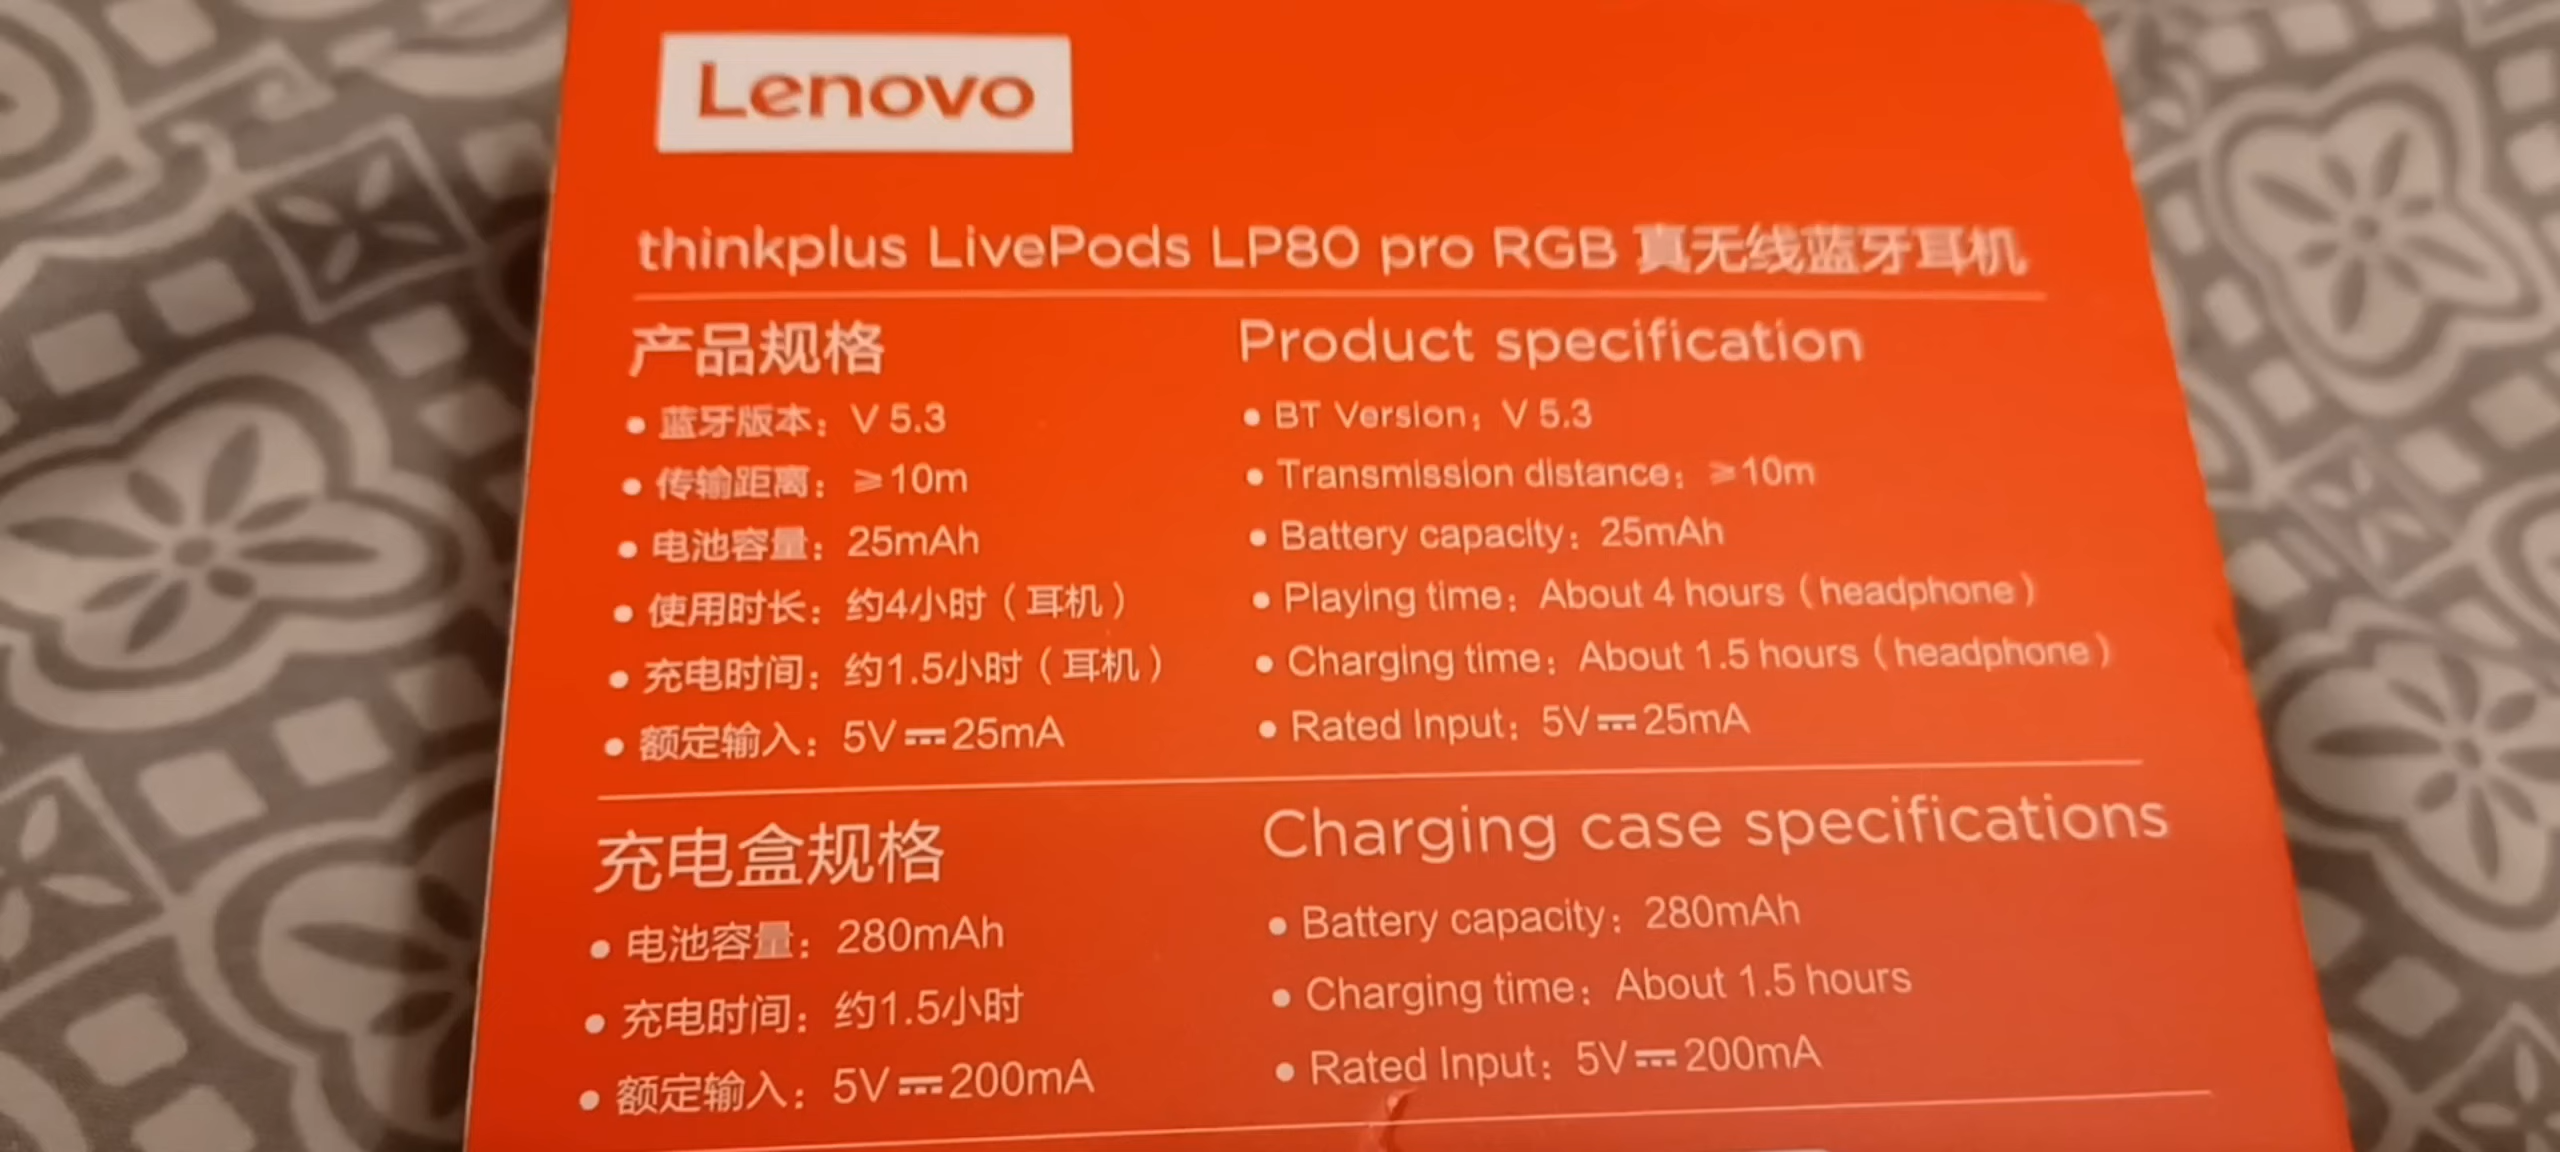 Lenovo
thinkplus LivePods LP80 pro RGB 真无线蓝牙耳机
产品规格
• 蓝牙版本： V 5.3
• 传输距离： ≥10m
• 电池容量： 25mAh
• 使用时长： 约4小时（耳机）
• 充电时间： 约1.5小时（耳机）
• 额定输入： 5V⎓25mA
Product specification
• BT Version： V 5.3
• Transmission distance： ≥10m
• Battery capacity： 25mAh
• Playing time： About 4 hours（headphone）
• Charging time： About 1.5 hours（headphone）
• Rated Input： 5V⎓25mA
充电盒规格
• 电池容量： 280mAh
• 充电时间： 约1.5小时
• 额定输入： 5V⎓200mA
Charging case specifications
• Battery capacity： 280mAh
• Charging time： About 1.5 hours
• Rated Input： 5V⎓200mA